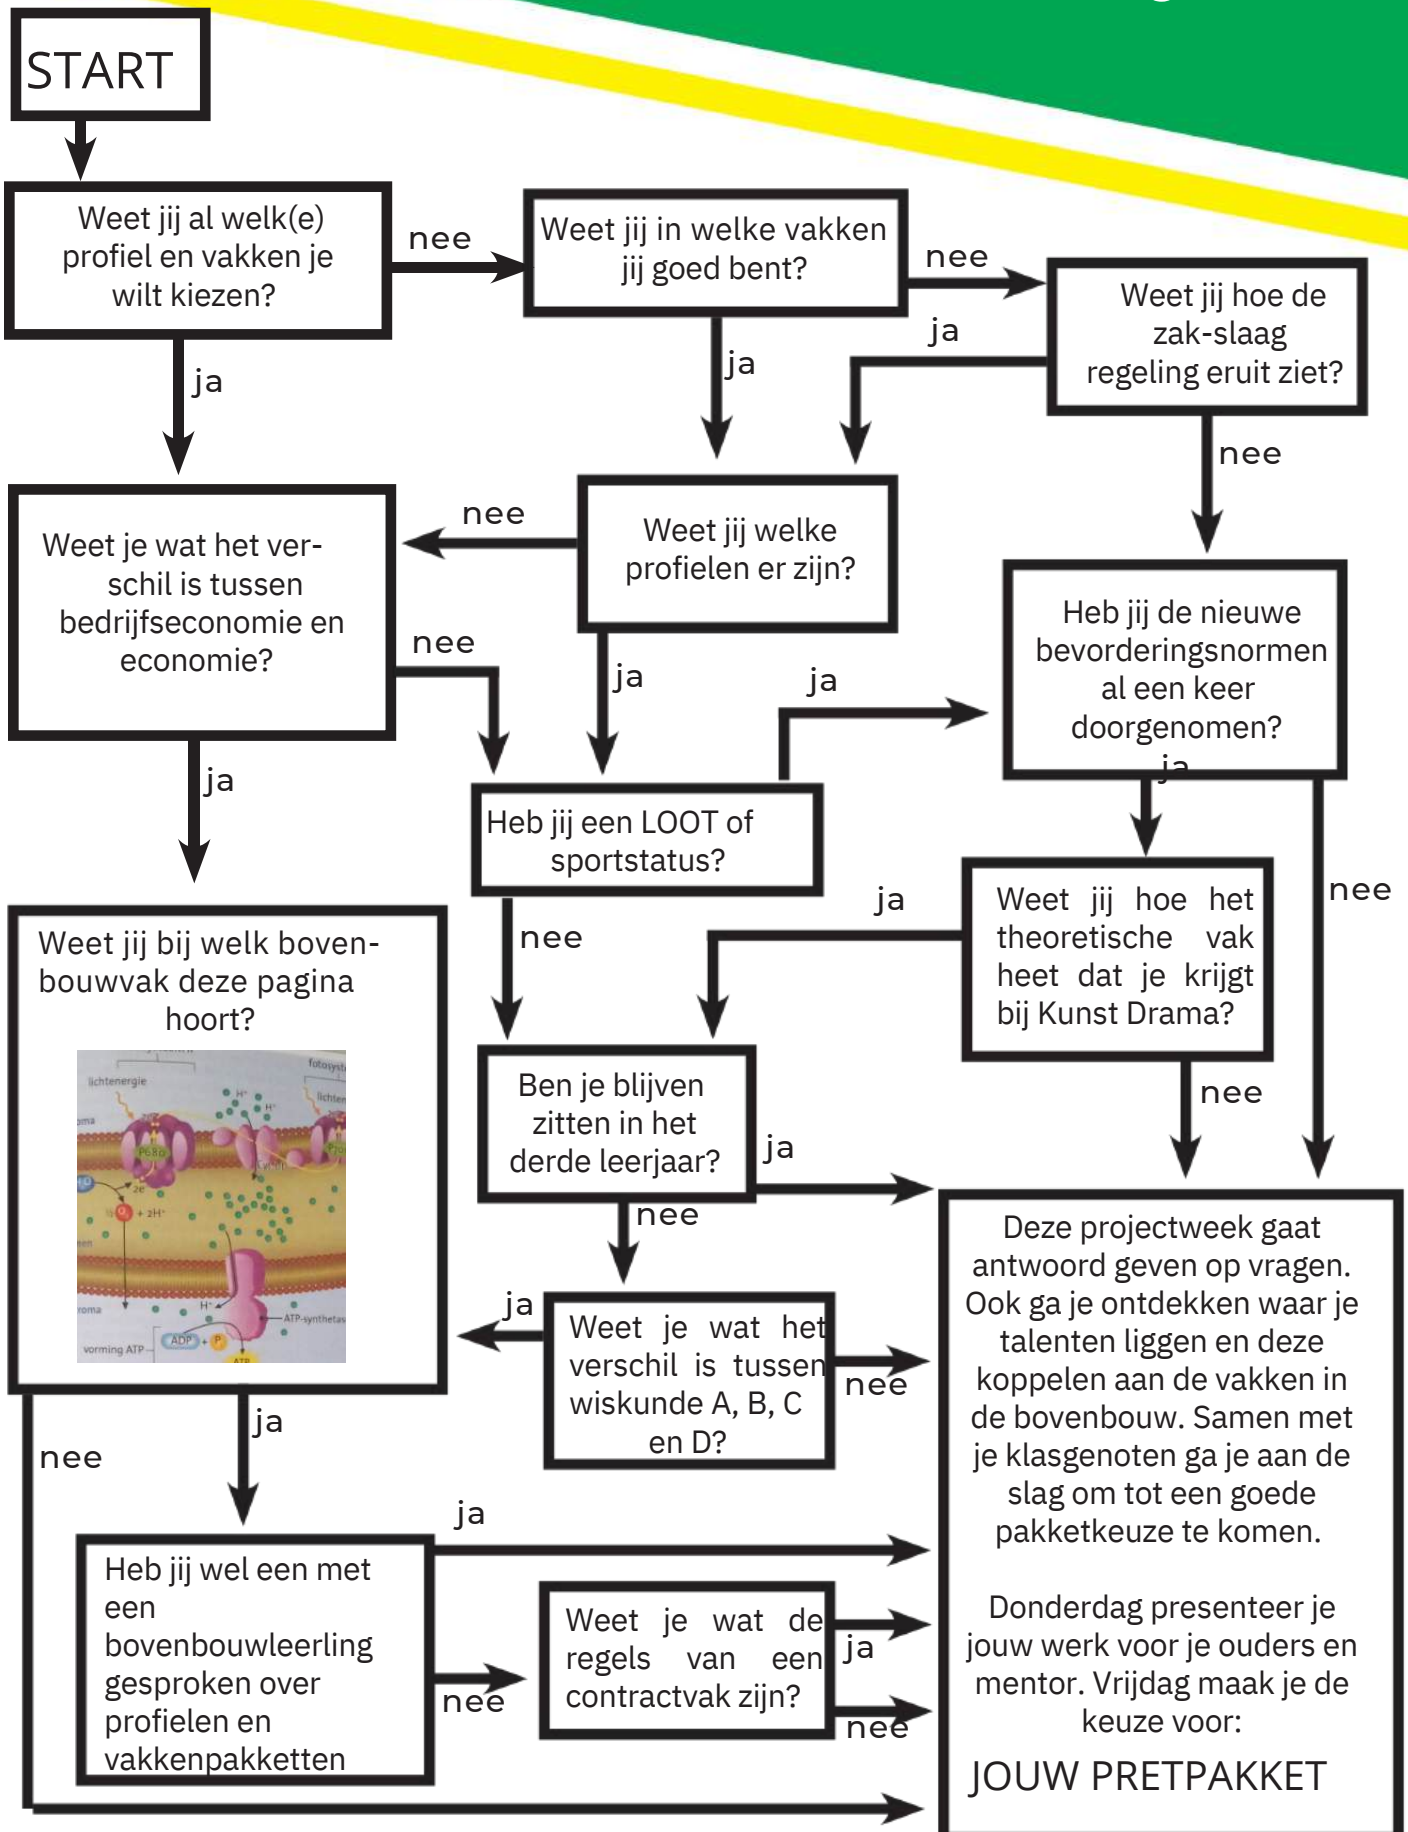 START
Weet jij al welk(e)
profiel en vakken je
wilt kiezen?
nee
Weet jij in welke vakken
jij goed bent?
nee
Weet jij hoe de
zak-slaag
regeling eruit ziet?
ja
ja
ja
nee
Weet je wat het ver-
schil is tussen
bedrijfseconomie en
economie?
nee
Weet jij welke
profielen er zijn?
Heb jij de nieuwe
bevorderingsnormen
al een keer
doorgenomen?
ja
nee
ja
ja
ja
Heb jij een LOOT of
sportstatus?
nee
Weet jij hoe het
theoretische vak
heet dat je krijgt
bij Kunst Drama?
ja
nee
nee
Weet jij bij welk boven-
bouwvak deze pagina
hoort?
lichtenergie
fotosyst
lichten
H+
H+
P680
2e
O2 + 2H+
H+
ATP-synthetas
vorming ATP
ADP + P
ATP
Ben je blijven
zitten in het
derde leerjaar?
ja
nee
Weet je wat het
verschil is tussen
wiskunde A, B, C
en D?
ja
nee
nee
ja
Heb jij wel een met
een
bovenbouwleerling
gesproken over
profielen en
vakkenpakketten
ja
nee
Weet je wat de
regels van een
contractvak zijn?
ja
nee
Deze projectweek gaat
antwoord geven op vragen.
Ook ga je ontdekken waar je
talenten liggen en deze
koppelen aan de vakken in
de bovenbouw. Samen met
je klasgenoten ga je aan de
slag om tot een goede
pakketkeuze te komen.
Donderdag presenteer je
jouw werk voor je ouders en
mentor. Vrijdag maak je de
keuze voor:
JOUW PRETPAKKET